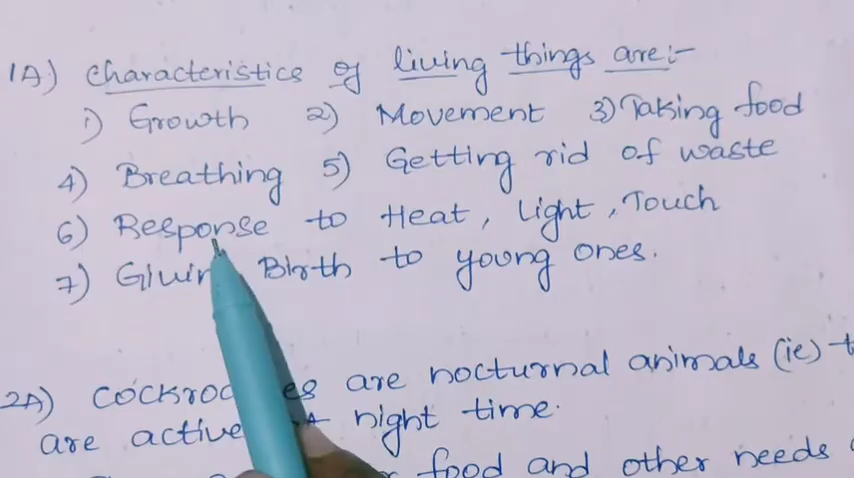 1A) Characteristics of living things are:-
1) Growth 2) Movement 3) Taking food
4) Breathing 5) Getting rid of waste
6) Response to Heat, Light, Touch
7) Birth to young ones.
2A) are nocturnal animals (ie)
are active night time.
food and other needs